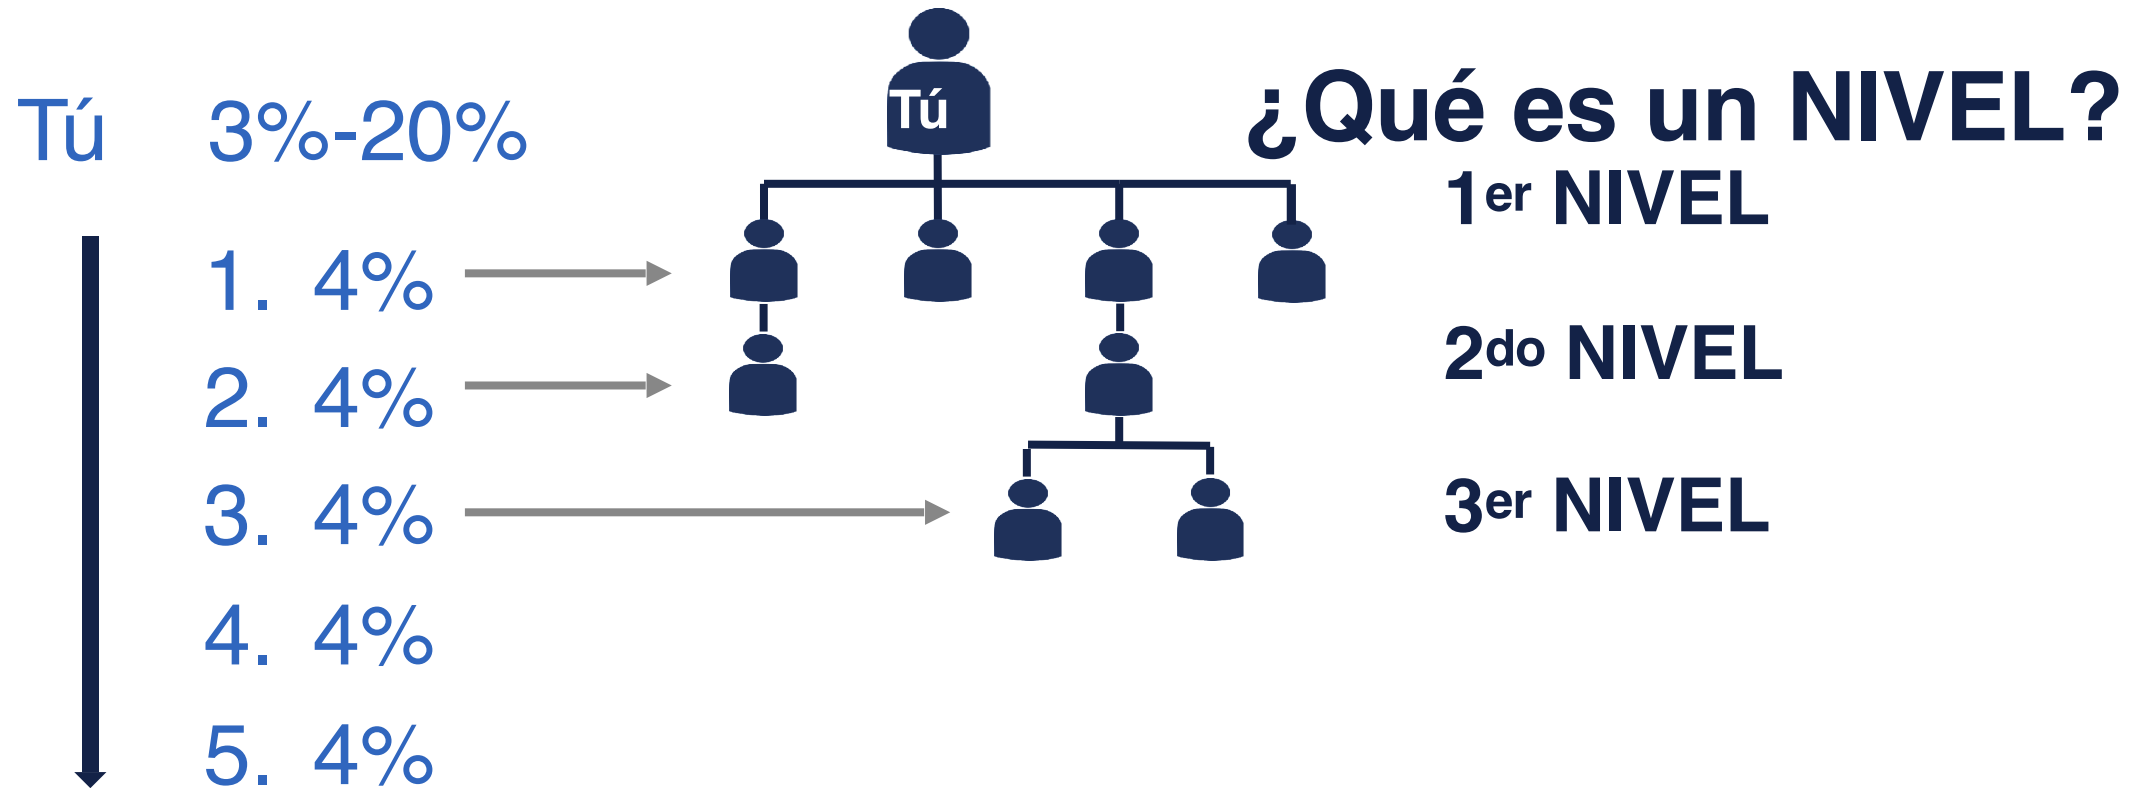 Tú 3%-20%
1. 4%
2. 4%
3. 4%
4. 4%
5. 4%
Tú
¿Qué es un NIVEL?
1er NIVEL
2do NIVEL
3er NIVEL